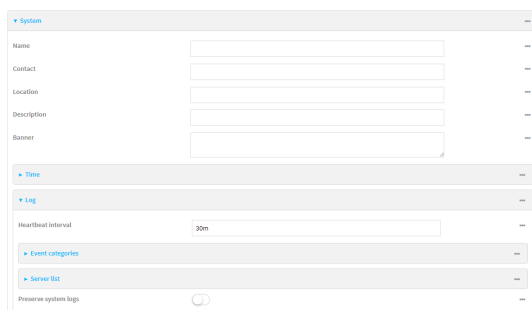 ▾ System
Name
Contact
Location
Description
Banner
▸ Time
▾ Log
Heartbeat interval 30m
▸ Event categories
▸ Server list
Preserve system logs